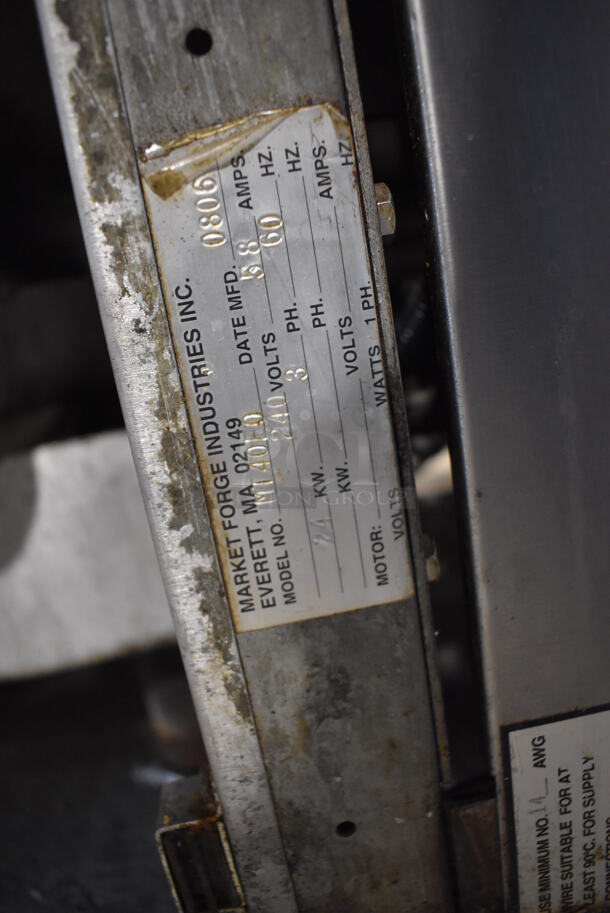 MARKET FORGE INDUSTRIES INC.
EVERETT, MA 02149 DATE MFD. 0806
MODEL NO. 240 VOLTS 58 AMPS.
24 KW. 3 PH. 60 HZ.
KW. PH. HZ.
VOLTS AMPS.
MOTOR: WATTS 1 PH. HZ
VOLTS
USE MINIMUM NO. 14 AWG
WIRE SUITABLE FOR AT
LEAST 90°C. FOR SUPPLY